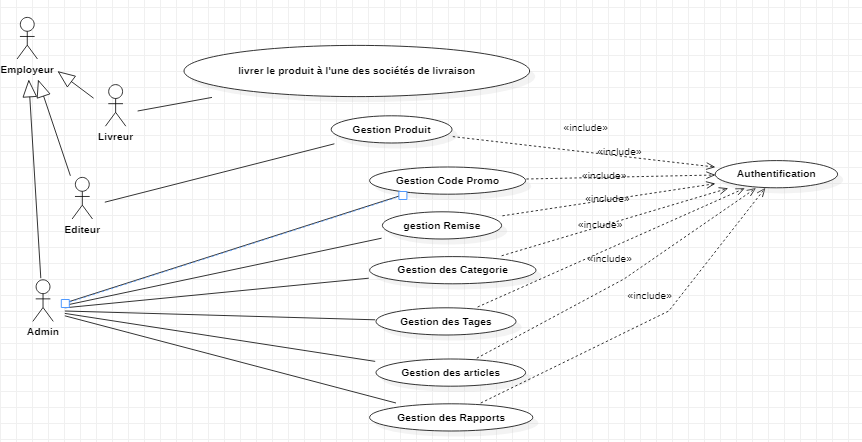 Employeur
livrer le produit à l'une des sociétés de livraison
Livreur
Gestion Produit
«include»
«include»
Gestion Code Promo
«include»
Authentification
Editeur
gestion Remise
«include»
«include»
Gestion des Categorie
«include»
Admin
Gestion des Tages
«include»
Gestion des articles
Gestion des Rapports